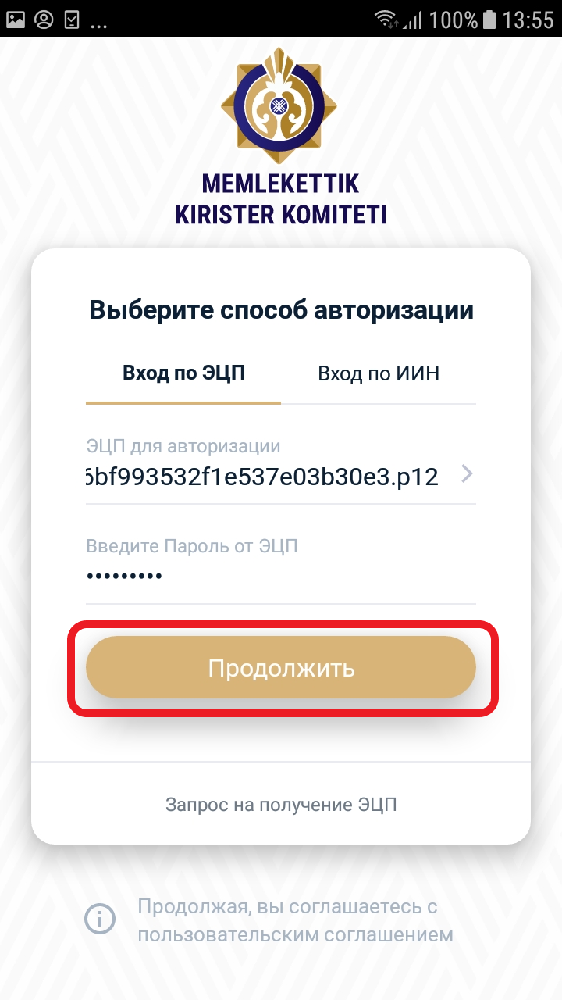 ... 100% 13:55
MEMLEKETTIK
KIRISTER KOMITETI
Выберите способ авторизации
Вход по ЭЦП Вход по ИИН
ЭЦП для авторизации
6bf993532f1e537e03b30e3.p12
Введите Пароль от ЭЦП
•••••••••
Продолжить
Запрос на получение ЭЦП
Продолжая, вы соглашаетесь с
пользовательским соглашением